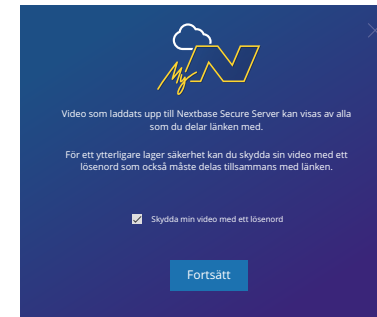 My N
Video som laddats upp till Nextbase Secure Server kan visas av alla
som du delar länken med.
För ett ytterligare lager säkerhet kan du skydda sin video med ett
lösenord som också måste delas tillsammans med länken.
Skydda min video med ett lösenord
Fortsätt